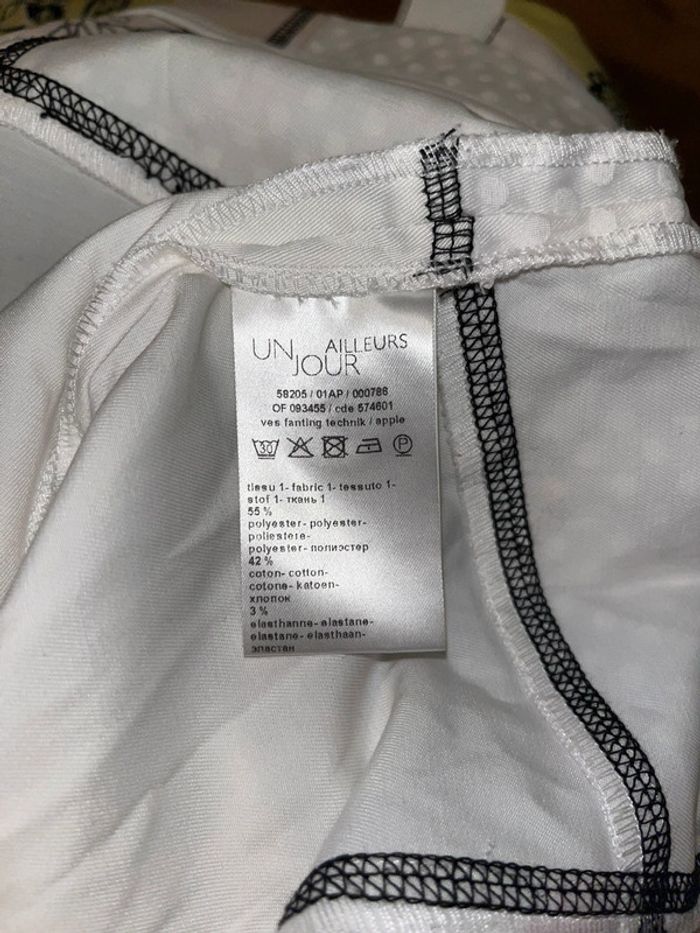 UN JOUR AILLEURS
58205 / 01AP / 000786
OF 093455 / cde 574601
ves fanting technik / apple
30 P
tissu 1- fabric 1- tessuto 1-
stof 1- ткань 1
55 %
polyester- polyester-
poliestere-
polyester- полиэстер
42 %
coton- cotton-
cotone- katoen-
хлопок
3 %
elasthanne- elastane-
elastane- elasthaan-
эластан